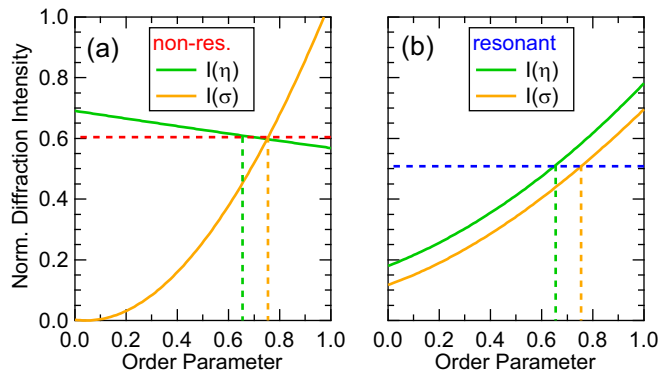 (a)
non-res.
I(η)
I(σ)
(b)
resonant
I(η)
I(σ)
Norm. Diffraction Intensity
1.0
0.8
0.6
0.4
0.2
0.0
0.0 0.2 0.4 0.6 0.8 1.0
0.0 0.2 0.4 0.6 0.8 1.0
Order Parameter
Order Parameter